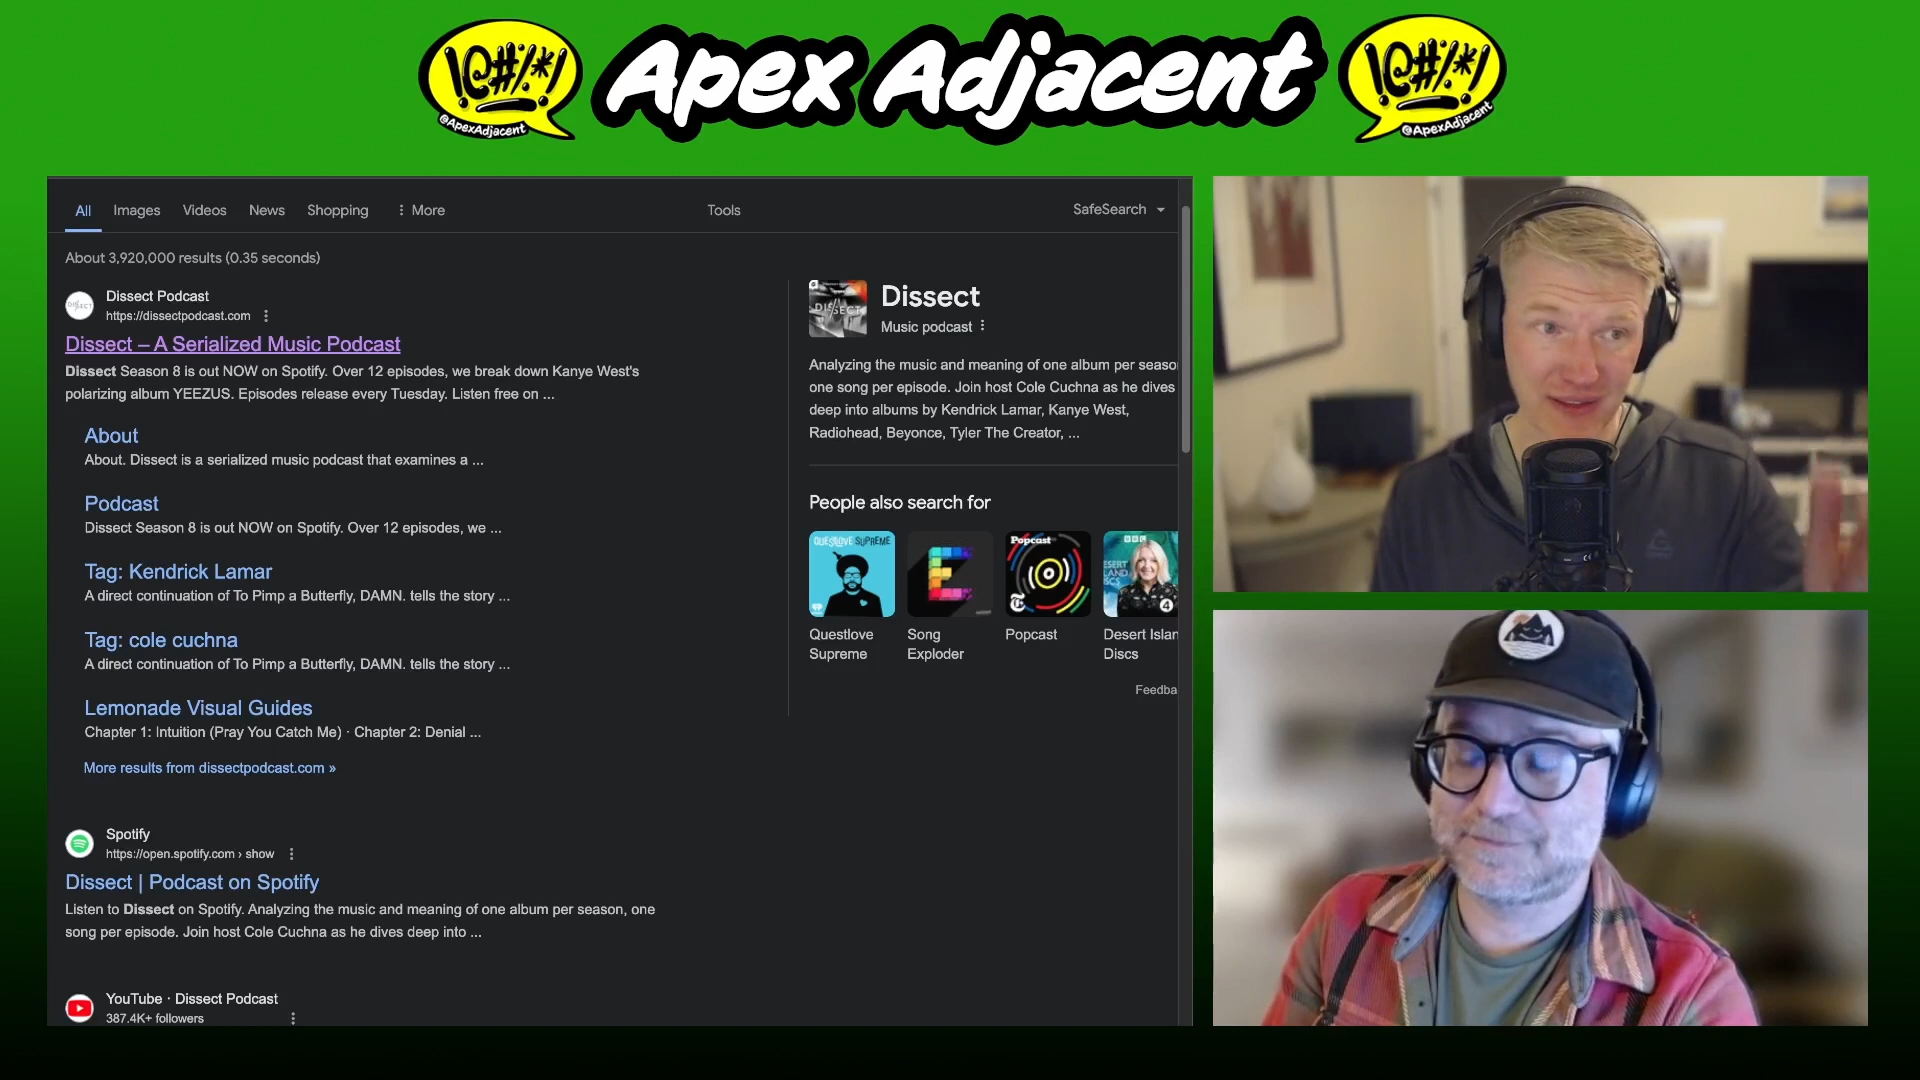 !@#/*!
@ApexAdjacent
Apex Adjacent
!@#/*!
@ApexAdjacent
All Images Videos News Shopping More Tools SafeSearch
About 3,920,000 results (0.35 seconds)
Dissect Podcast
https://dissectpodcast.com
Dissect – A Serialized Music Podcast
Dissect Season 8 is out NOW on Spotify. Over 12 episodes, we break down Kanye West's
polarizing album YEEZUS. Episodes release every Tuesday. Listen free on ...
About
About. Dissect is a serialized music podcast that examines a ...
Podcast
Dissect Season 8 is out NOW on Spotify. Over 12 episodes, we ...
Tag: Kendrick Lamar
A direct continuation of To Pimp a Butterfly, DAMN. tells the story ...
Tag: cole cuchna
A direct continuation of To Pimp a Butterfly, DAMN. tells the story ...
Lemonade Visual Guides
Chapter 1: Intuition (Pray You Catch Me) · Chapter 2: Denial ...
More results from dissectpodcast.com »
Spotify
https://open.spotify.com › show
Dissect | Podcast on Spotify
Listen to Dissect on Spotify. Analyzing the music and meaning of one album per season, one
song per episode. Join host Cole Cuchna as he dives deep into ...
YouTube · Dissect Podcast
387.4K+ followers
DISSECT
Dissect
Music podcast
Analyzing the music and meaning of one album per seaso
one song per episode. Join host Cole Cuchna as he dives
deep into albums by Kendrick Lamar, Kanye West,
Radiohead, Beyonce, Tyler The Creator, ...
People also search for
QUESTLOVE SUPREME
E
Popcast
BBC
ESERT
LAND
ISCS
4
Questlove
Supreme
Song
Exploder
Popcast
Desert Islan
Discs
Feedba